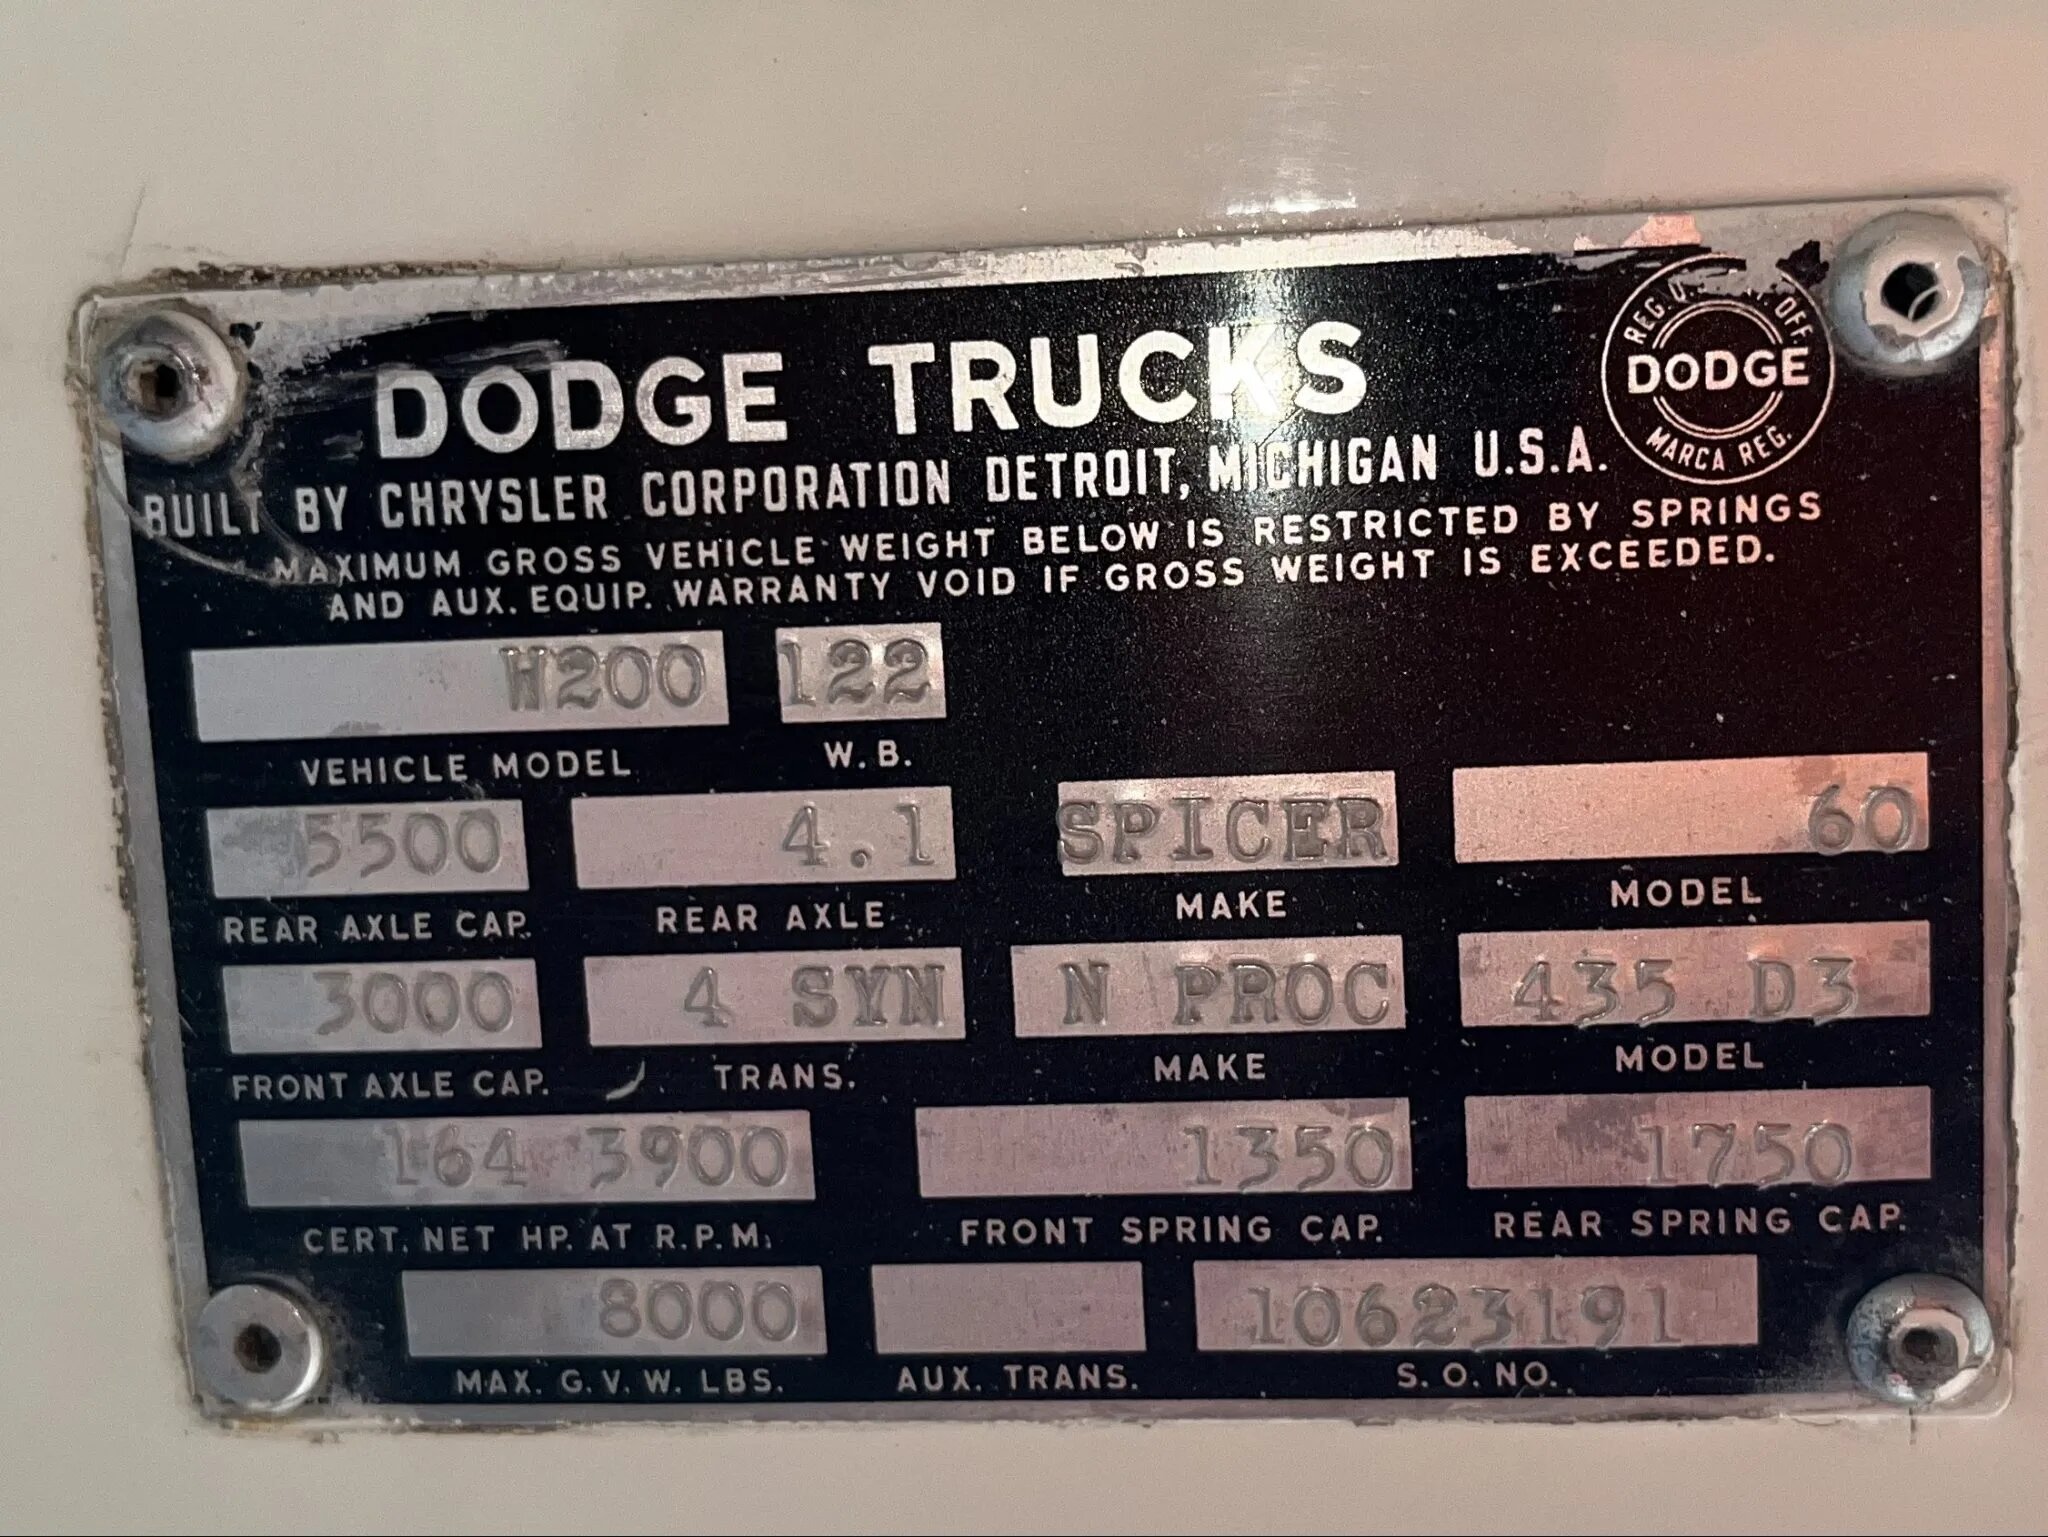 DODGE TRUCKS
REG. U.S. PAT. OFF.
DODGE
MARCA REG.
BUILT BY CHRYSLER CORPORATION DETROIT, MICHIGAN U.S.A.
MAXIMUM GROSS VEHICLE WEIGHT BELOW IS RESTRICTED BY SPRINGS
AND AUX. EQUIP. WARRANTY VOID IF GROSS WEIGHT IS EXCEEDED.
W200 122
VEHICLE MODEL W.B.
5500 4.1 SPICER 60
REAR AXLE CAP. REAR AXLE MAKE MODEL
3000 4 SYN N PROC 435 D3
FRONT AXLE CAP. TRANS. MAKE MODEL
164 3900 1350 1750
CERT. NET HP. AT R.P.M. FRONT SPRING CAP. REAR SPRING CAP.
8000 10623191
MAX. G.V.W. LBS. AUX. TRANS. S.O. NO.